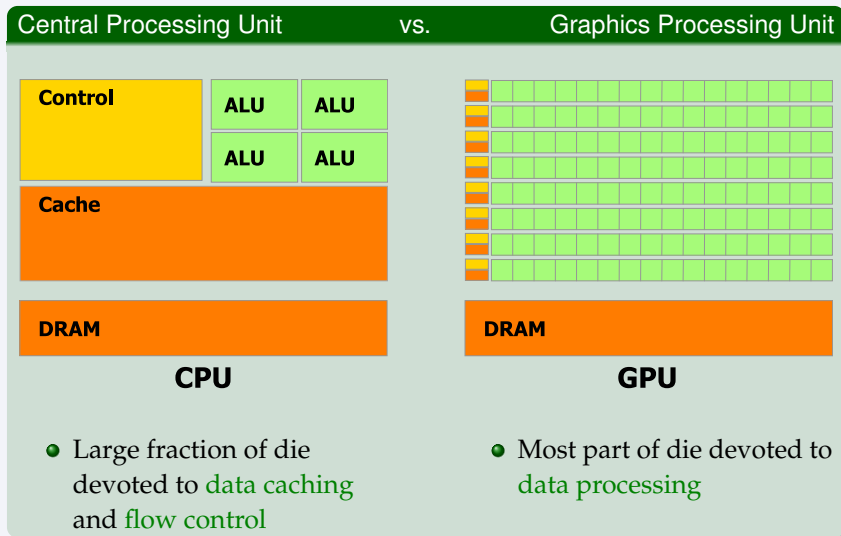 Central Processing Unit vs. Graphics Processing Unit
Control
ALU ALU
ALU ALU
Cache
DRAM
CPU
DRAM
GPU
Large fraction of die
devoted to data caching
and flow control
Most part of die devoted to
data processing